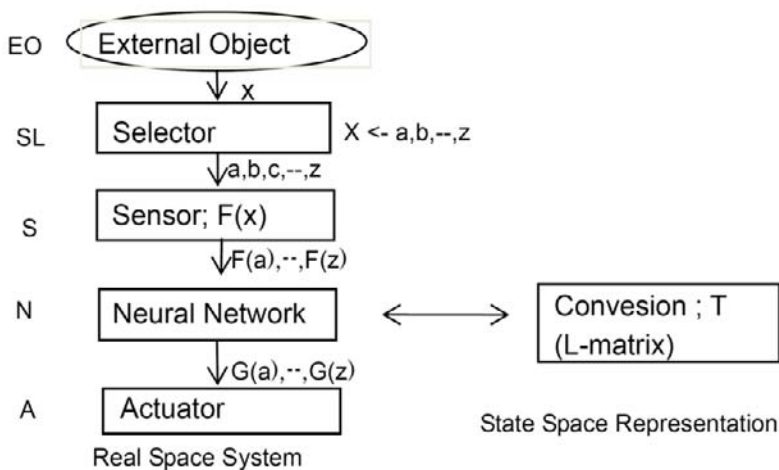 EO
External Object
x
SL
Selector
X <- a,b,--,z
a,b,c,--,z
S
Sensor; F(x)
F(a),--,F(z)
N
Neural Network
Convesion ; T
(L-matrix)
G(a),--,G(z)
A
Actuator
State Space Representation
Real Space System